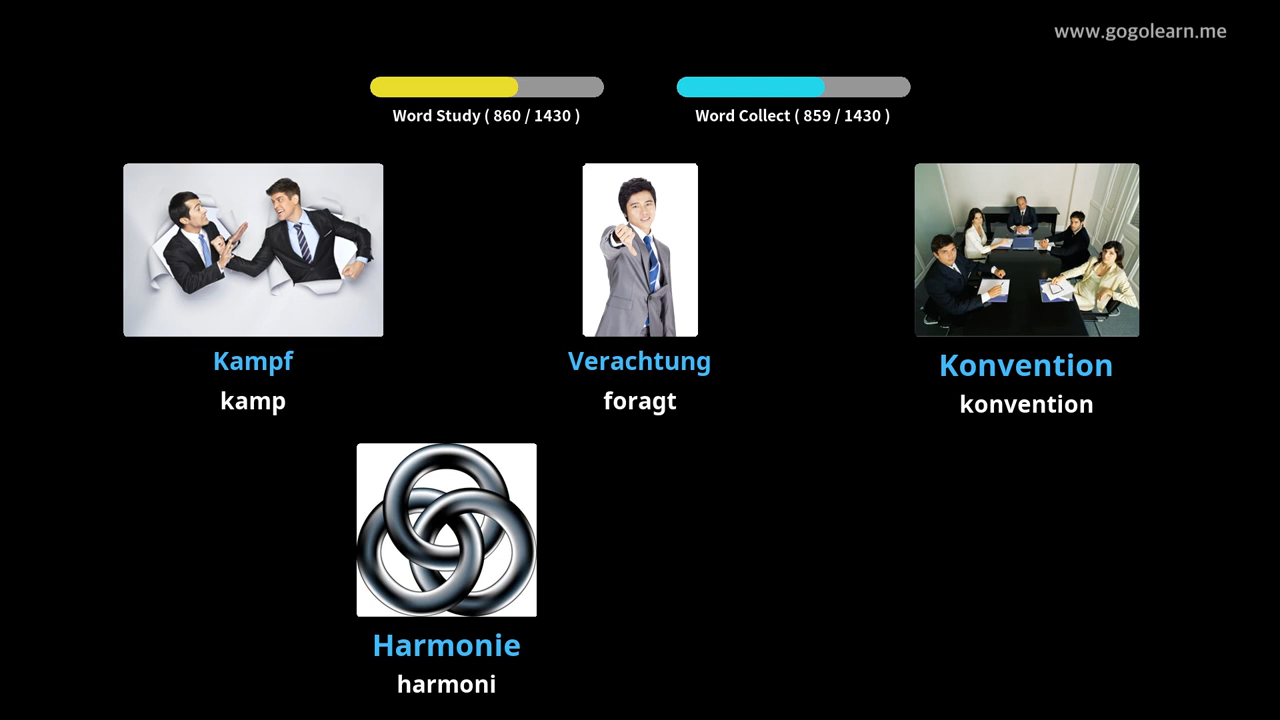 www.gogolearn.me
Word Study ( 860 / 1430 )
Word Collect ( 859 / 1430 )
Kampf
kamp
Verachtung
foragt
Konvention
konvention
Harmonie
harmoni